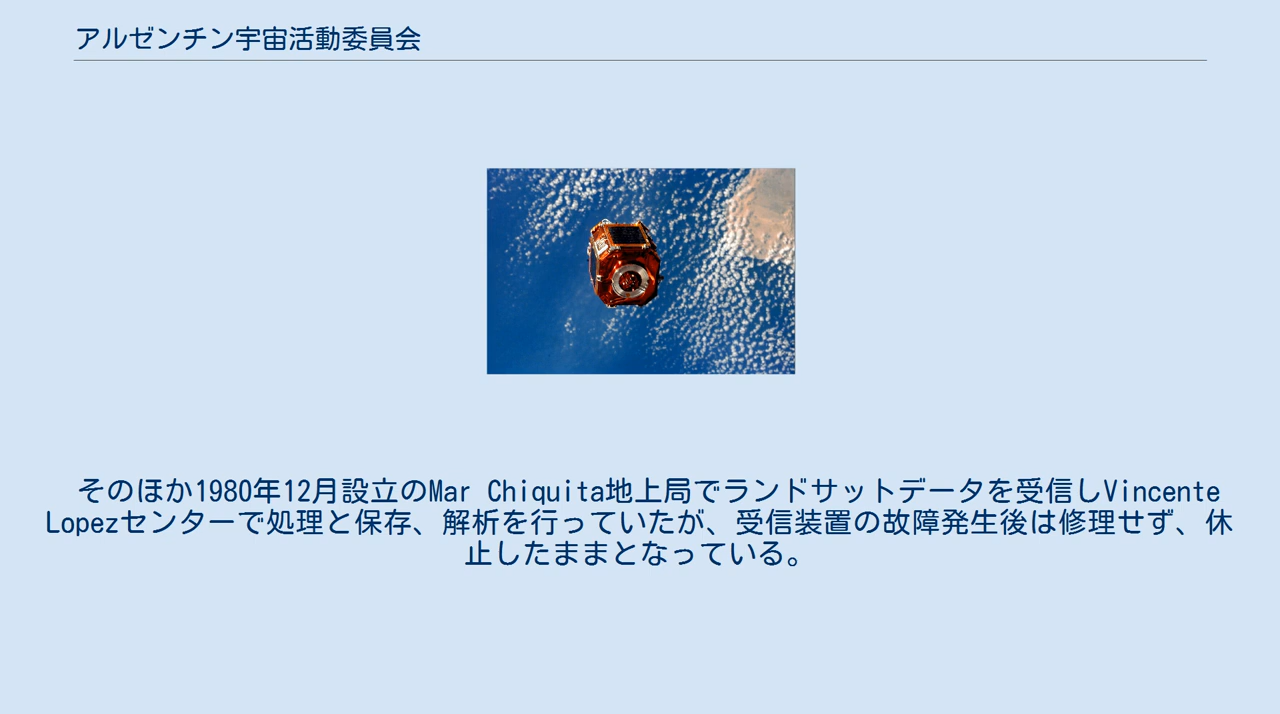 アルゼンチン宇宙活動委員会
そのほか1980年12月設立のMar Chiquita地上局でランドサットデータを受信しVincente
Lopezセンターで処理と保存、解析を行っていたが、受信装置の故障発生後は修理せず、休
止したままとなっている。